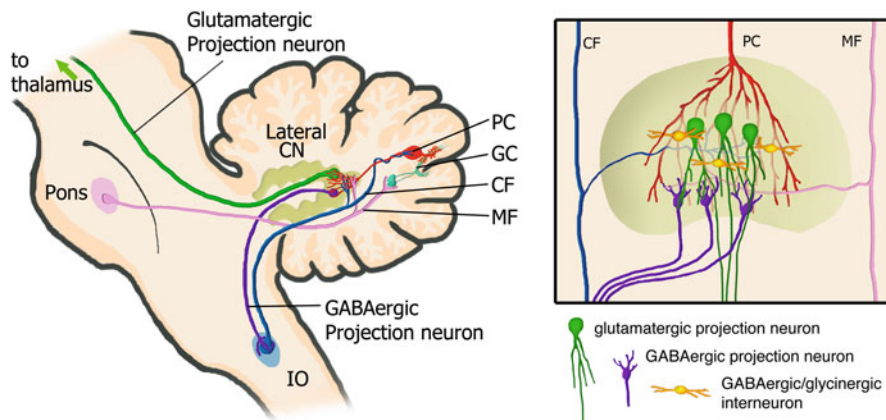 Glutamatergic
Projection neuron
to
thalamus
Lateral
CN
PC
GC
CF
MF
Pons
GABAergic
Projection neuron
IO
CF
PC
MF
glutamatergic projection neuron
GABAergic projection neuron
GABAergic/glycinergic
interneuron